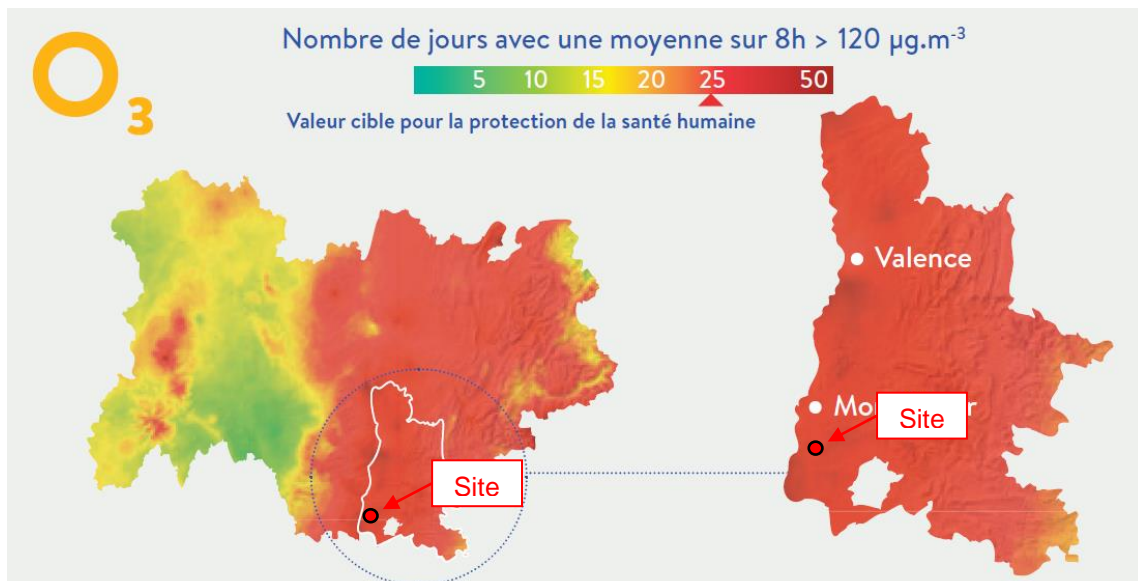 O3
Nombre de jours avec une moyenne sur 8h > 120 µg.m-3
5 10 15 20 25 50
Valeur cible pour la protection de la santé humaine
Valence
Site
Site